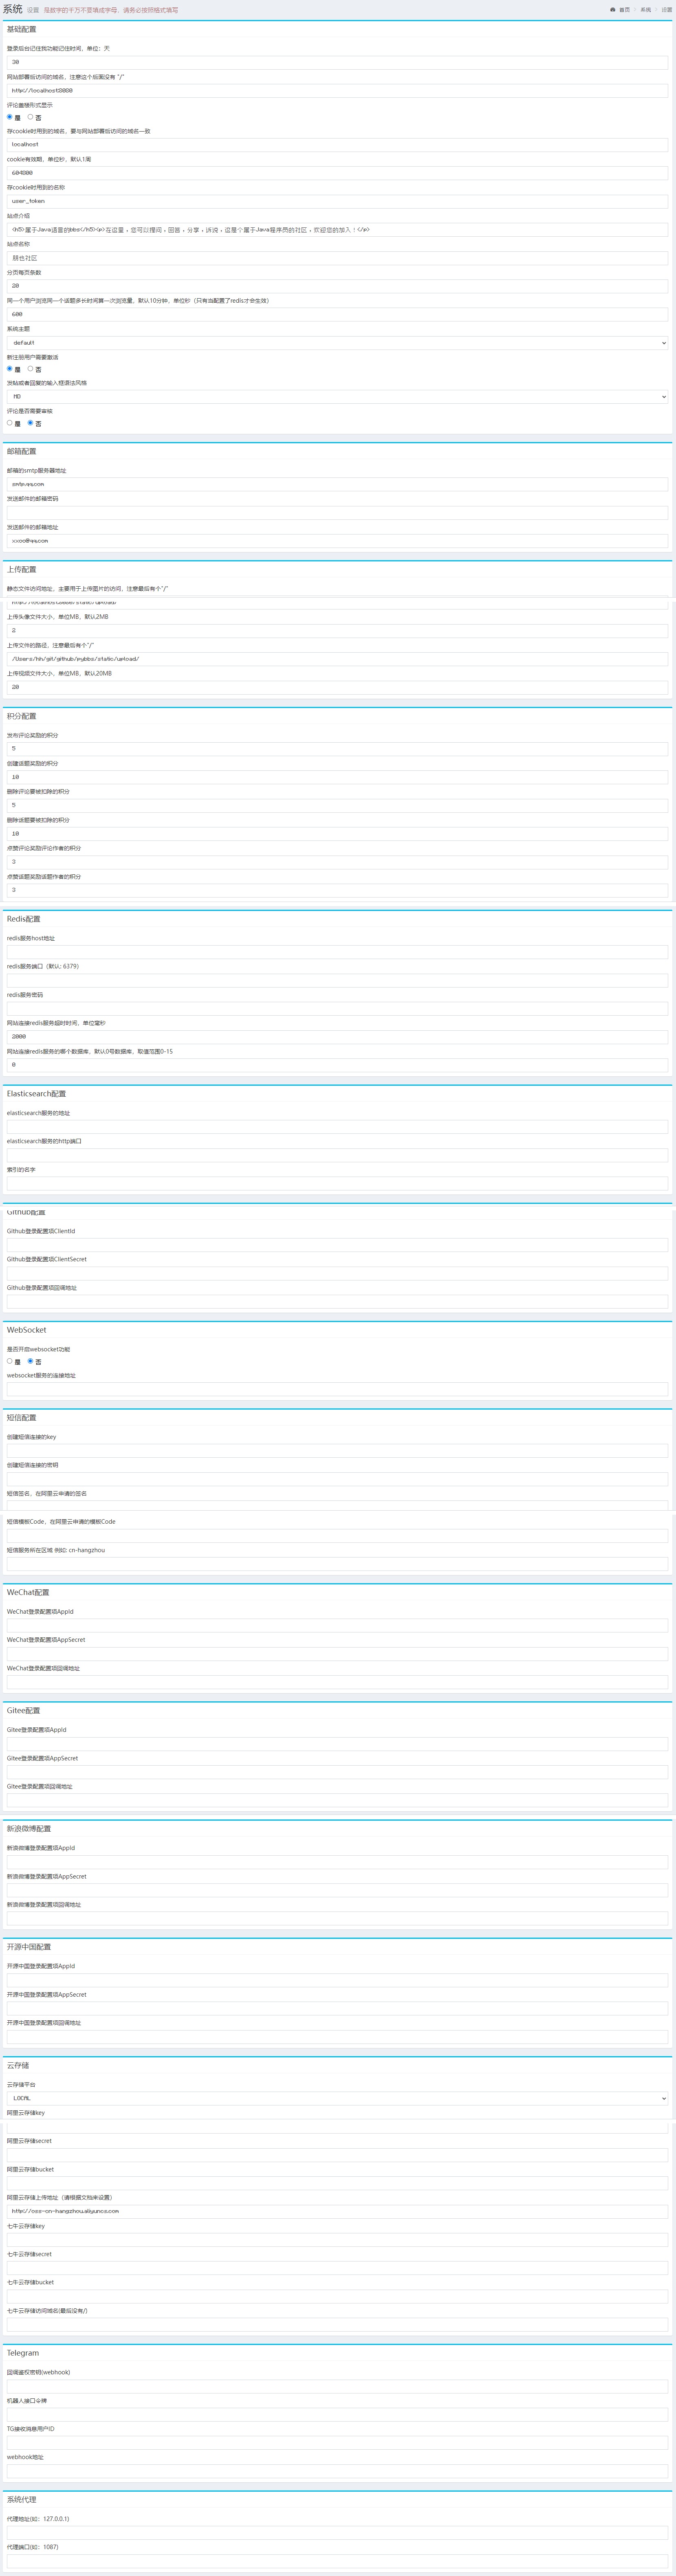 系统 设置 是数字的千万不要填成字母，请务必按照格式填写
首页 > 系统 > 设置
基础配置
登录后台记住我功能记住时间，单位：天
30
网站部署后访问的域名，注意这个后面没有 "/"
http://localhost:8080
评论盖楼形式显示
是 否
存cookie时用到的域名，要与网站部署后访问的域名一致
localhost
cookie有效期，单位秒，默认1周
604800
存cookie时用到的名称
user_token
站点介绍
<h5>属于Java语言的bbs</h5><p>在这里，您可以提问，回答，分享，诉说，这是个属于Java程序员的社区，欢迎您的加入！</p>
站点名称
朋也社区
分页每页条数
20
同一个用户浏览同一个话题多长时间算一次浏览量，默认10分钟，单位秒（只有当配置了redis才会生效）
600
系统主题
default
新注册用户需要激活
是 否
发帖或者回复的输入框语法风格
MD
评论是否需要审核
是 否
邮箱配置
邮箱的smtp服务器地址
smtp.qq.com
发送邮件的邮箱密码
发送邮件的邮箱地址
xxoo@qq.com
上传配置
静态文件访问地址，主要用于上传图片的访问，注意最后有个"/"
http://localhost:8080/static/upload/
上传头像文件大小，单位MB，默认2MB
2
上传文件的路径，注意最后有个"/"
/Users/hh/git/github/pybbs/static/upload/
上传视频文件大小，单位MB，默认20MB
20
积分配置
发布评论奖励的积分
5
创建话题奖励的积分
10
删除评论要被扣除的积分
5
删除话题要被扣除的积分
10
点赞评论奖励评论作者的积分
3
点赞话题奖励话题作者的积分
3
Redis配置
redis服务host地址
redis服务端口（默认: 6379）
redis服务密码
网站连接redis服务超时时间，单位毫秒
2000
网站连接redis服务的哪个数据库，默认0号数据库，取值范围0-15
0
Elasticsearch配置
elasticsearch服务的地址
elasticsearch服务的http端口
索引的名字
Github配置
Github登录配置项ClientId
Github登录配置项ClientSecret
Github登录配置项回调地址
WebSocket
是否开启websocket功能
是 否
websocket服务的连接地址
短信配置
创建短信连接的key
创建短信连接的密钥
短信签名，在阿里云申请的签名
短信模板Code，在阿里云申请的模板Code
短信服务所在区域 例如: cn-hangzhou
WeChat配置
WeChat登录配置项AppId
WeChat登录配置项AppSecret
WeChat登录配置项回调地址
Gitee配置
Gitee登录配置项AppId
Gitee登录配置项AppSecret
Gitee登录配置项回调地址
新浪微博配置
新浪微博登录配置项AppId
新浪微博登录配置项AppSecret
新浪微博登录配置项回调地址
开源中国配置
开源中国登录配置项AppId
开源中国登录配置项AppSecret
开源中国登录配置项回调地址
云存储
云存储平台
LOCAL
阿里云存储key
阿里云存储secret
阿里云存储bucket
阿里云存储上传地址（请根据文档来设置）
http://oss-cn-hangzhou.aliyuncs.com
七牛云存储key
七牛云存储secret
七牛云存储bucket
七牛云存储访问域名(最后没有/)
Telegram
回调鉴权密钥(webhook)
机器人接口令牌
TG接收消息用户ID
webhook地址
系统代理
代理地址(如：127.0.0.1)
代理端口(如：1087)